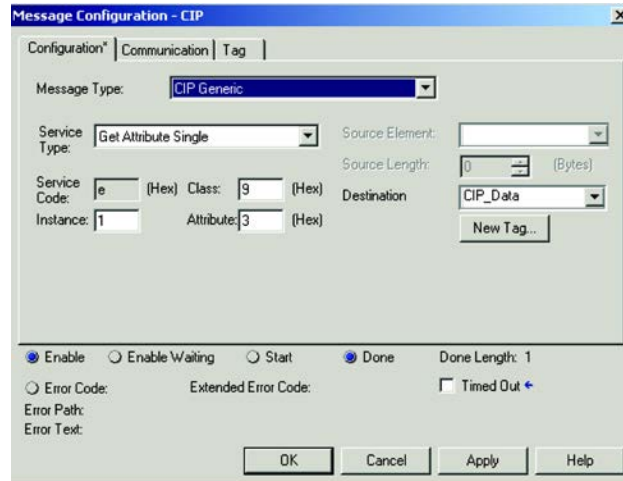 Message Configuration - CIP
Configuration* Communication Tag
Message Type: CIP Generic
Service Type: Get Attribute Single
Source Element:
Source Length: 0 (Bytes)
Service Code: e (Hex) Class: 9 (Hex)
Destination CIP_Data
Instance: 1 Attribute: 3 (Hex)
New Tag...
Enable Enable Waiting Start Done Done Length: 1
Error Code: Extended Error Code: Timed Out ←
Error Path:
Error Text:
OK Cancel Apply Help